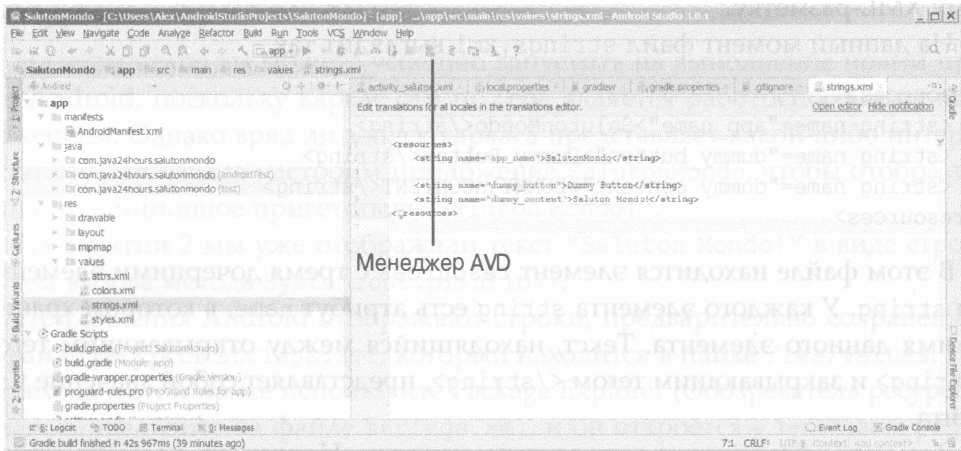 SalutonMondo - [C:\Users\Alex\AndroidStudioProjects\SalutonMondo] - [app] - ...\app\src\main\res\values\strings.xml - Android Studio 3.0.1
File Edit View Navigate Code Analyze Refactor Build Run Tools VCS Window Help
app
SalutonMondo app src main res values strings.xml
Android
activity_saluton.xml local.properties gradlew gradle.properties .gitignore strings.xml
1: Project
Gradle
app
Edit translations for all locales in the translations editor.
Open editor Hide notification
manifests
AndroidManifest.xml
java
com.java24hours.salutonmondo
com.java24hours.salutonmondo (androidTest)
com.java24hours.salutonmondo (test)
res
drawable
layout
mipmap
values
attrs.xml
colors.xml
strings.xml
styles.xml
<resources>
<string name="app_name">SalutonMondo</string>
<string name="dummy_button">Dummy Button</string>
<string name="dummy_content">Saluton Mondo!</string>
</resources>
Менеджер AVD
7: Structure
Captures
Build Variants
2: Favorites
Device File Explorer
Gradle Scripts
build.gradle (Project: SalutonMondo)
build.gradle (Module: app)
gradle-wrapper.properties (Gradle Version)
proguard-rules.pro (ProGuard Rules for app)
gradle.properties (Project Properties)
6: Logcat TODO Terminal 0: Messages
Event Log Gradle Console
Gradle build finished in 42s 967ms (39 minutes ago)
7:1 CRLF UTF-8